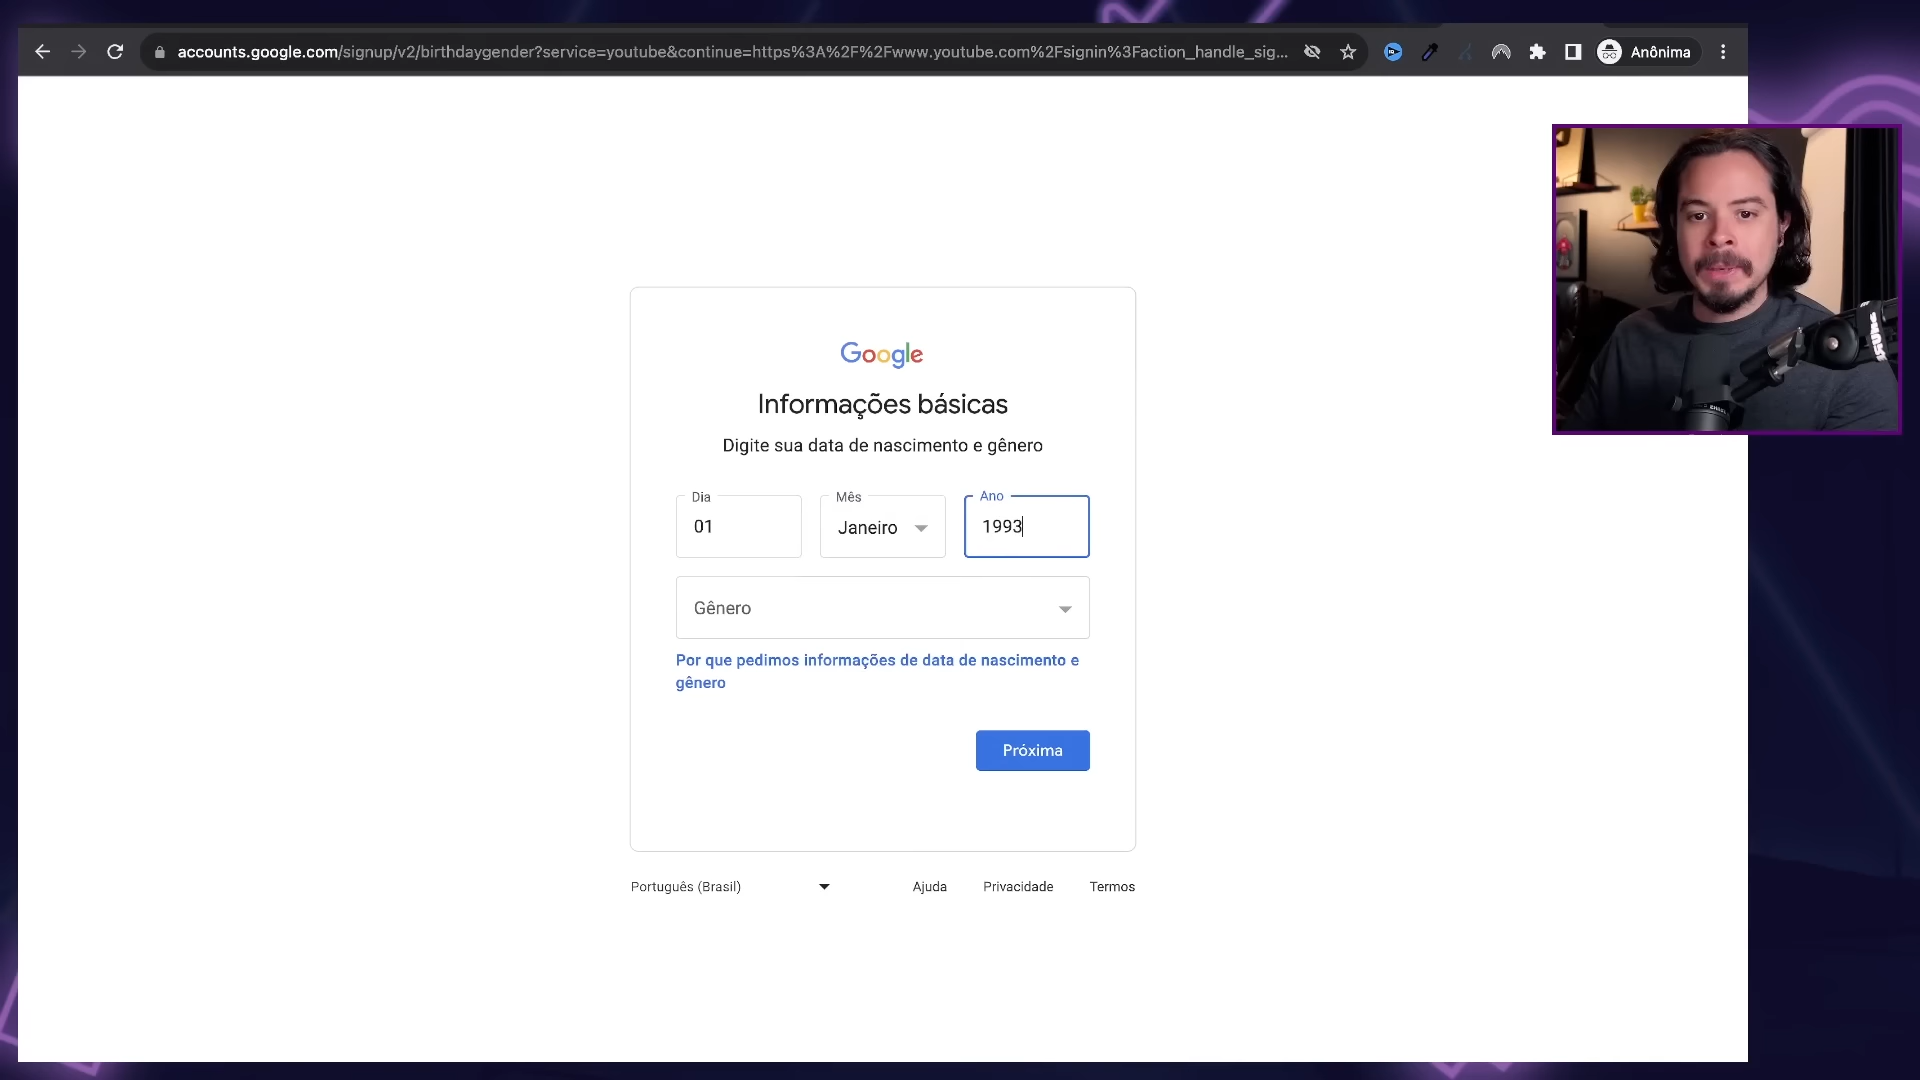 accounts.google.com/signup/v2/birthdaygender?service=youtube&continue=https%3A%2F%2Fwww.youtube.com%2Fsignin%3Faction_handle_sig...
Anônima
Google
Informações básicas
Digite sua data de nascimento e gênero
Dia
Mês
Ano
01
Janeiro
1993
Gênero
Por que pedimos informações de data de nascimento e
gênero
Próxima
Português (Brasil)
Ajuda
Privacidade
Termos